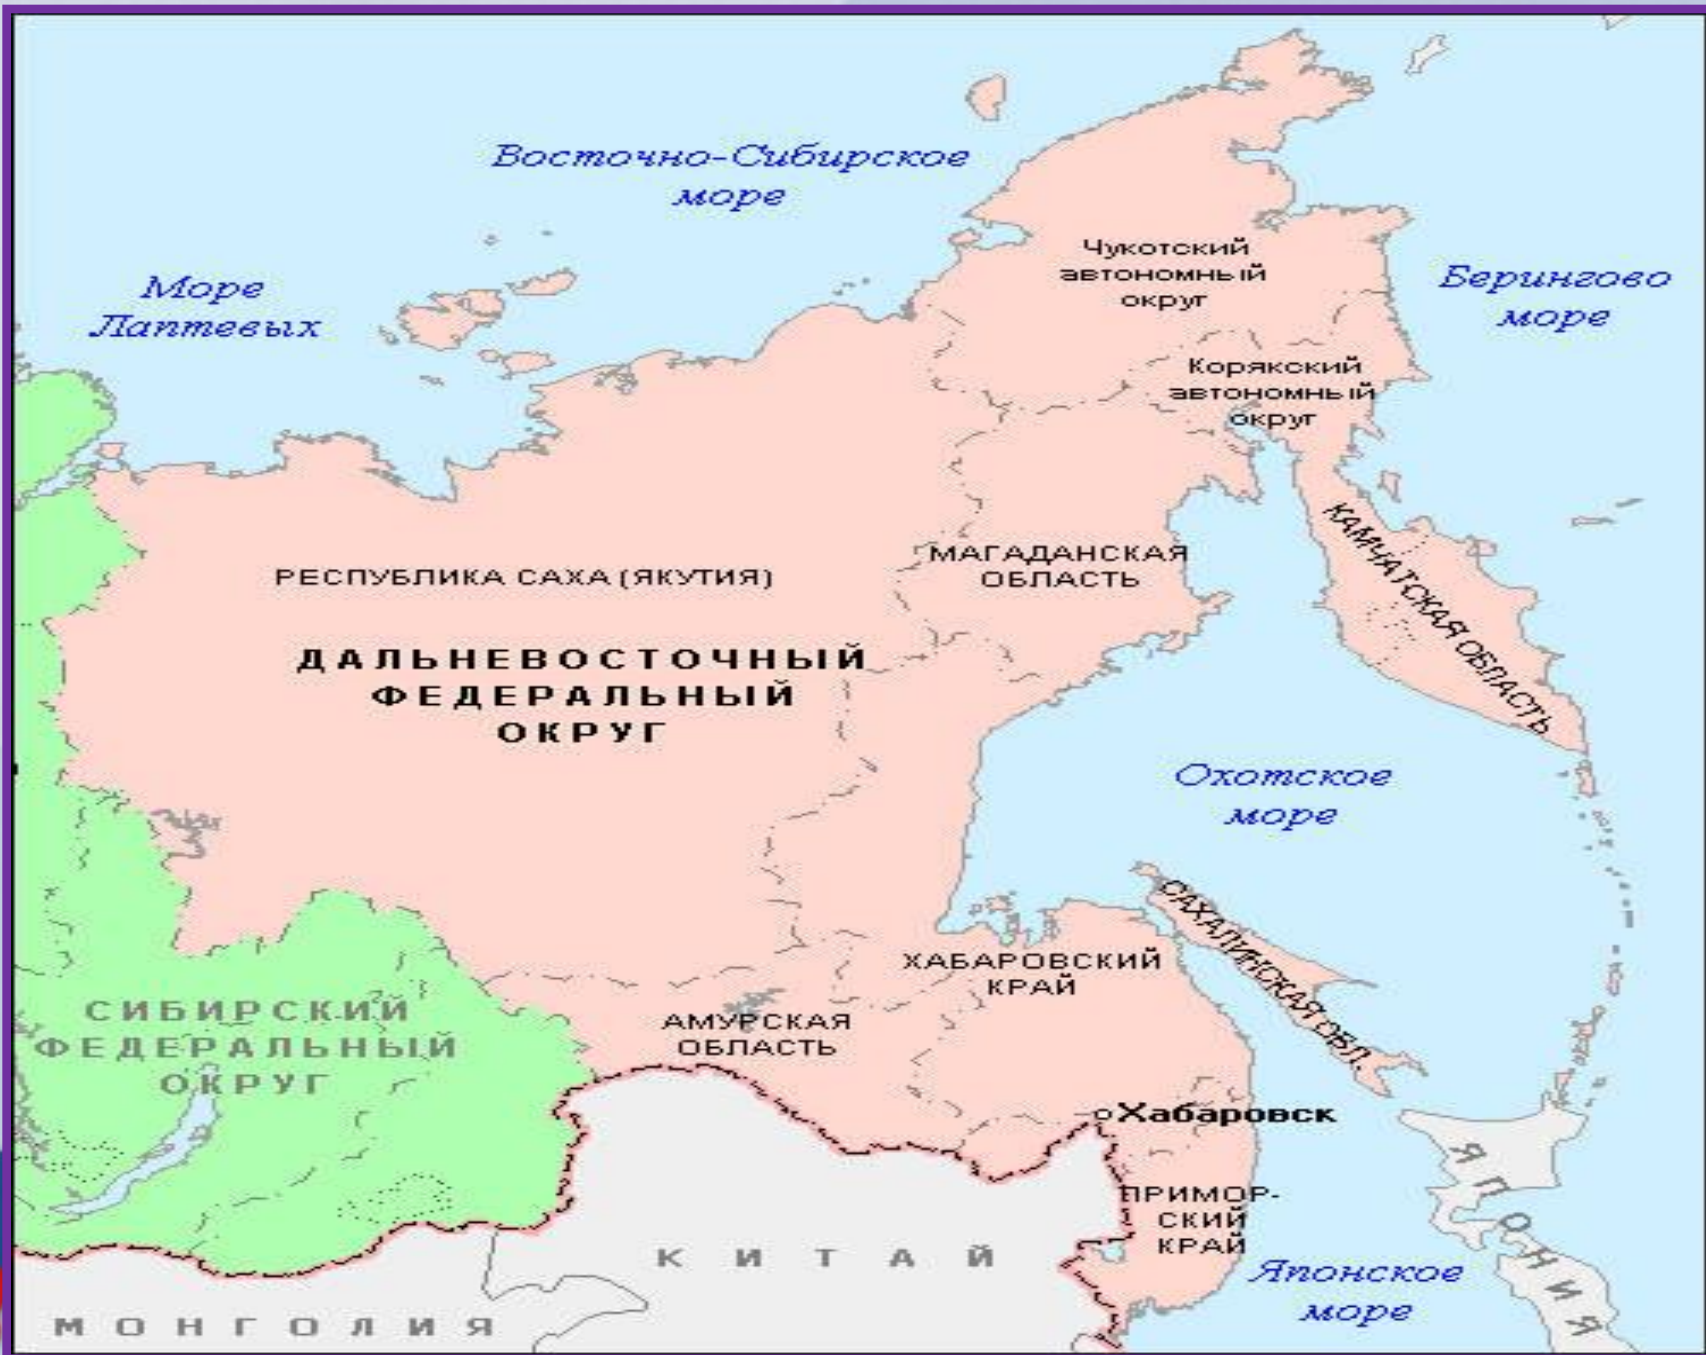 Восточно-Сибирское
море
Море
Лаптевых
Чукотский
автономный
округ
Берингово
море
Корякский
автономный
округ
КАМЧАТСКАЯ ОБЛАСТЬ
МАГАДАНСКАЯ
ОБЛАСТЬ
РЕСПУБЛИКА САХА (ЯКУТИЯ)
ДАЛЬНЕВОСТОЧНЫЙ
ФЕДЕРАЛЬНЫЙ
ОКРУГ
Охотское
море
САХАЛИНСКАЯ ОБЛ.
ХАБАРОВСКИЙ
КРАЙ
СИБИРСКИЙ
ФЕДЕРАЛЬНЫЙ
ОКРУГ
АМУРСКАЯ
ОБЛАСТЬ
Хабаровск
ЯПОНИЯ
ПРИМОР-
СКИЙ
КРАЙ
КИТАЙ
Японское
море
МОНГОЛИЯ